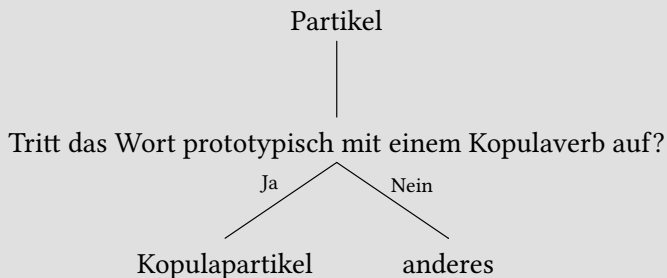 Partikel
Tritt das Wort prototypisch mit einem Kopulaverb auf?
Ja Nein
Kopulapartikel anderes